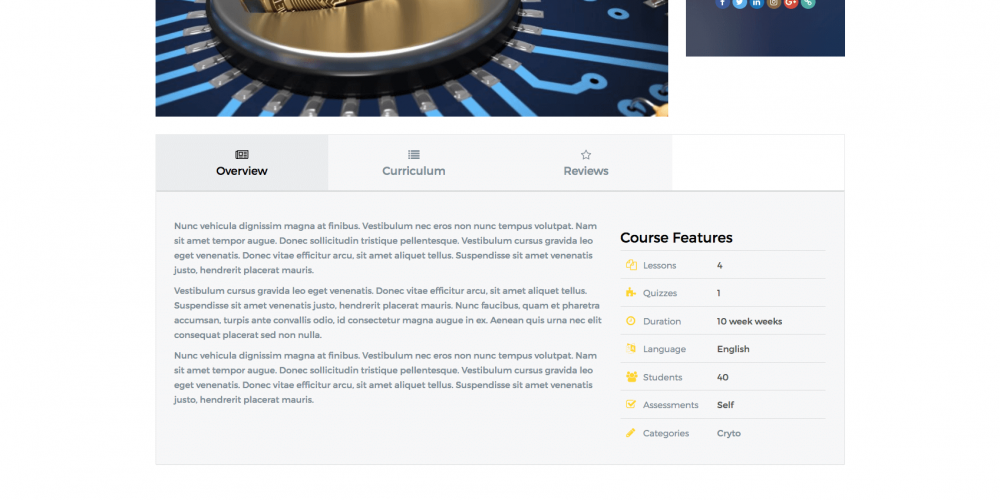 Overview
Curriculum
Reviews
Nunc vehicula dignissim magna at finibus. Vestibulum nec eros non nunc tempus volutpat. Nam
sit amet tempor augue. Donec sollicitudin tristique pellentesque. Vestibulum cursus gravida leo
eget venenatis. Donec vitae efficitur arcu, sit amet aliquet tellus. Suspendisse sit amet venenatis
justo, hendrerit placerat mauris.
Vestibulum cursus gravida leo eget venenatis. Donec vitae efficitur arcu, sit amet aliquet tellus.
Suspendisse sit amet venenatis justo, hendrerit placerat mauris. Nunc faucibus, quam et pharetra
accumsan, turpis ante convallis odio, id consectetur magna augue in ex. Aenean quis urna nec elit
consequat placerat sed non nulla.
Nunc vehicula dignissim magna at finibus. Vestibulum nec eros non nunc tempus volutpat. Nam
sit amet tempor augue. Donec sollicitudin tristique pellentesque. Vestibulum cursus gravida leo
eget venenatis. Donec vitae efficitur arcu, sit amet aliquet tellus. Suspendisse sit amet venenatis
justo, hendrerit placerat mauris.
Course Features
Lessons 4
Quizzes 1
Duration 10 week weeks
Language English
Students 40
Assessments Self
Categories Cryto